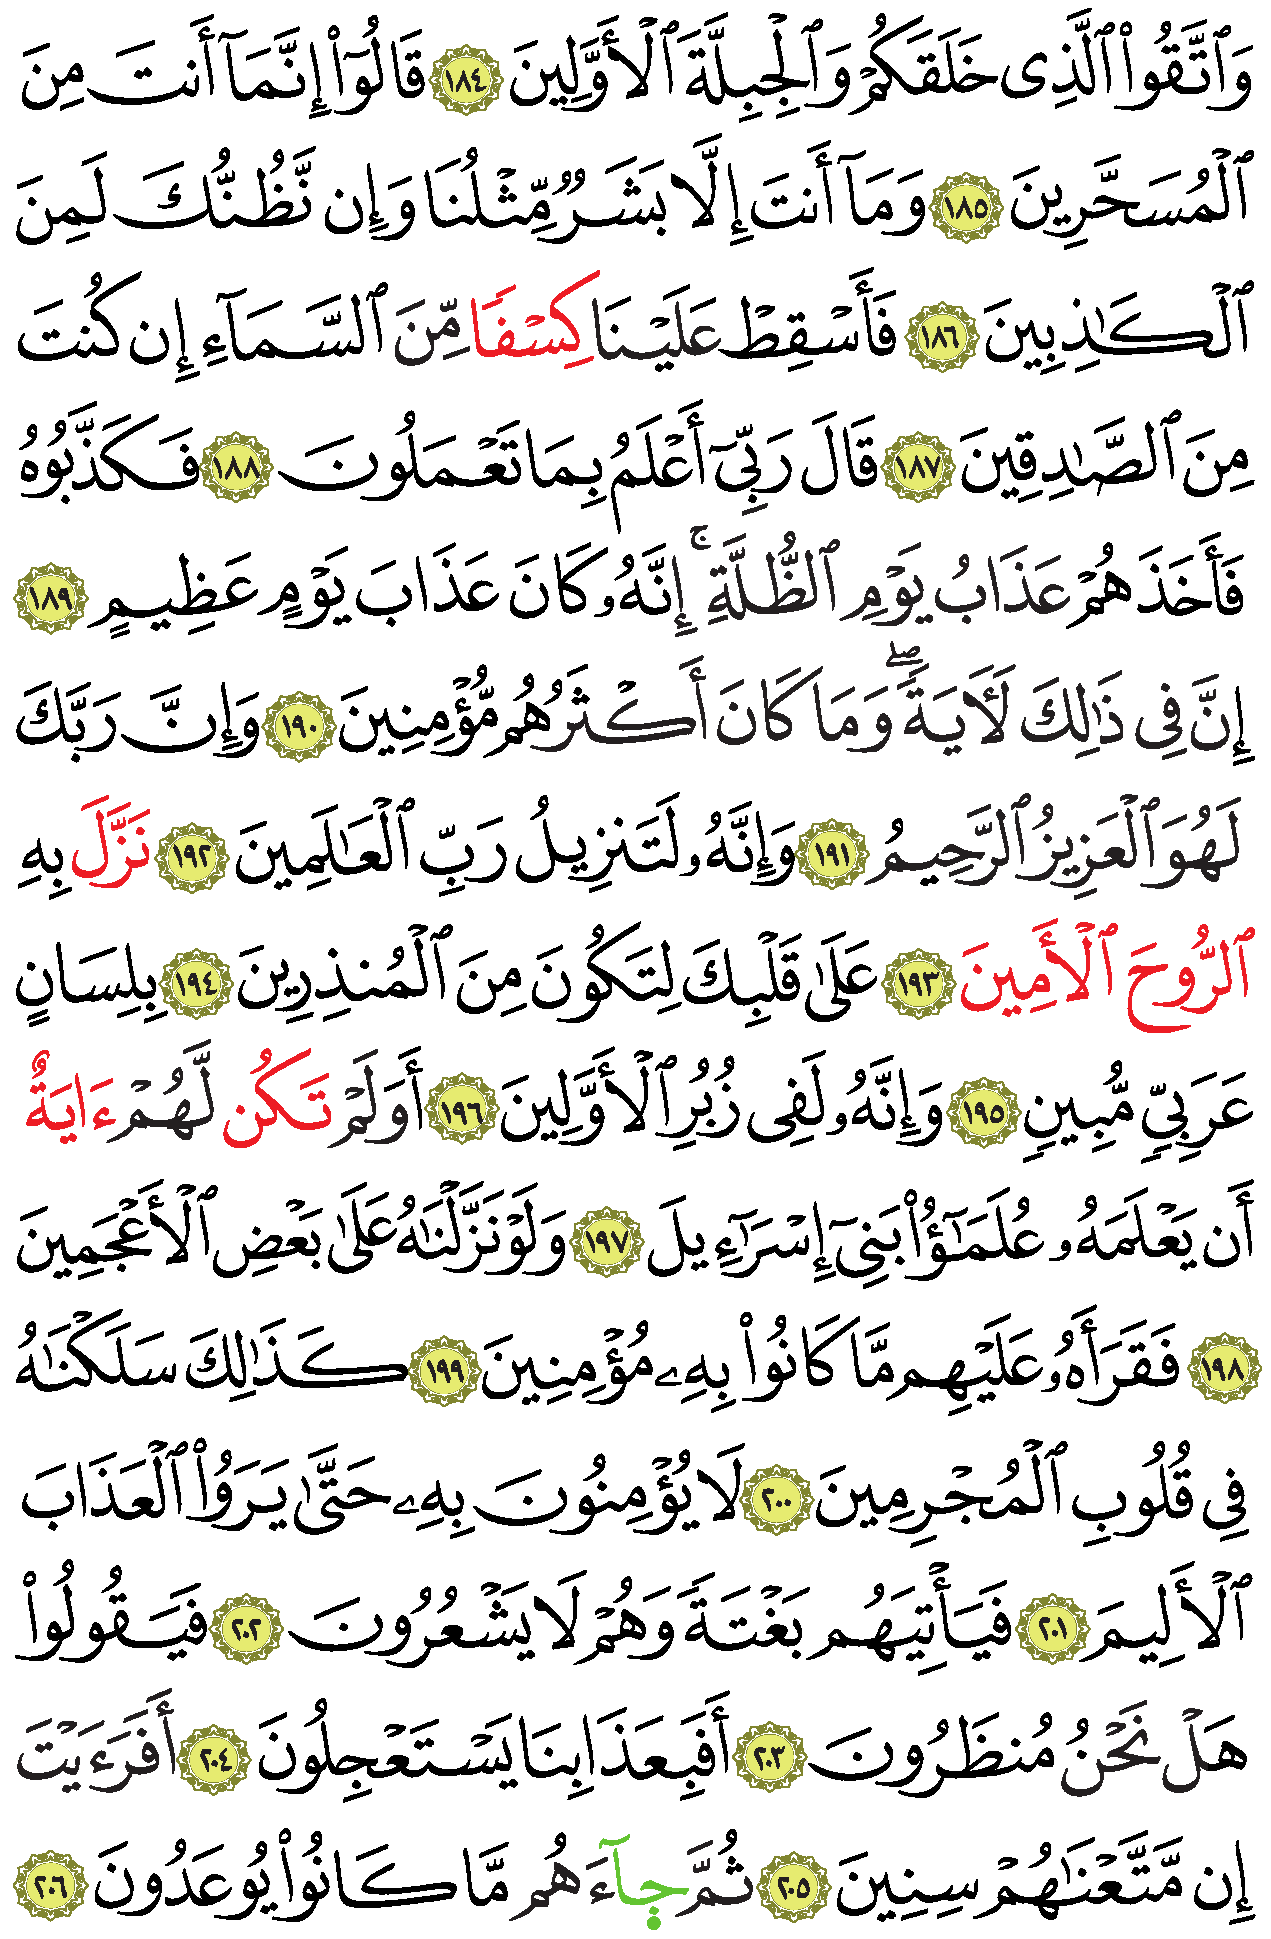 وَٱتَّقُوا۟ ٱلَّذِى خَلَقَكُمْ وَٱلْجِبِلَّةَ ٱلْأَوَّلِينَ ١٨٤ قَالُوٓا۟ إِنَّمَآ أَنتَ مِنَ
ٱلْمُسَحَّرِينَ ١٨٥ وَمَآ أَنتَ إِلَّا بَشَرٌ مِّثْلُنَا وَإِن نَّظُنُّكَ لَمِنَ
ٱلْكَـٰذِبِينَ ١٨٦ فَأَسْقِطْ عَلَيْنَا كِسْفًا مِّنَ ٱلسَّمَآءِ إِن كُنتَ
مِنَ ٱلصَّـٰدِقِينَ ١٨٧ قَالَ رَبِّىٓ أَعْلَمُ بِمَا تَعْمَلُونَ ١٨٨ فَكَذَّبُوهُ
فَأَخَذَهُمْ عَذَابُ يَوْمِ ٱلظُّلَّةِ ۚ إِنَّهُۥ كَانَ عَذَابَ يَوْمٍ عَظِيمٍ ١٨٩
إِنَّ فِى ذَٰلِكَ لَـَٔايَةً ۖ وَمَا كَانَ أَكْثَرُهُم مُّؤْمِنِينَ ١٩٠ وَإِنَّ رَبَّكَ
لَهُوَ ٱلْعَزِيزُ ٱلرَّحِيمُ ١٩١ وَإِنَّهُۥ لَتَنزِيلُ رَبِّ ٱلْعَـٰلَمِينَ ١٩٢ نَزَّلَ بِهِ
ٱلرُّوحَ ٱلْأَمِينَ ١٩٣ عَلَىٰ قَلْبِكَ لِتَكُونَ مِنَ ٱلْمُنذِرِينَ ١٩٤ بِلِسَانٍ
عَرَبِىٍّ مُّبِينٍ ١٩٥ وَإِنَّهُۥ لَفِى زُبُرِ ٱلْأَوَّلِينَ ١٩٦ أَوَلَمْ تَكُن لَّهُمْ ءَايَةٌ
أَن يَعْلَمَهُۥ عُلَمَـٰٓؤُا۟ بَنِىٓ إِسْرَٰٓءِيلَ ١٩٧ وَلَوْ نَزَّلْنَـٰهُ عَلَىٰ بَعْضِ ٱلْأَعْجَمِينَ
١٩٨ فَقَرَأَهُۥ عَلَيْهِم مَّا كَانُوا۟ بِهِۦ مُؤْمِنِينَ ١٩٩ كَذَٰلِكَ سَلَكْنَـٰهُ
فِى قُلُوبِ ٱلْمُجْرِمِينَ ٢٠٠ لَا يُؤْمِنُونَ بِهِۦ حَتَّىٰ يَرَوُا۟ ٱلْعَذَابَ
ٱلْأَلِيمَ ٢٠١ فَيَأْتِيَهُم بَغْتَةً وَهُمْ لَا يَشْعُرُونَ ٢٠٢ فَيَقُولُوا۟
هَلْ نَحْنُ مُنظَرُونَ ٢٠٣ أَفَبِعَذَابِنَا يَسْتَعْجِلُونَ ٢٠٤ أَفَرَءَيْتَ
إِن مَّتَّعْنَـٰهُمْ سِنِينَ ٢٠٥ ثُمَّ جَآءَهُم مَّا كَانُوا۟ يُوعَدُونَ ٢٠٦